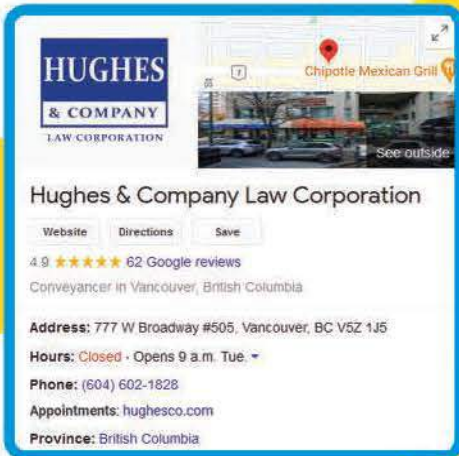 HUGHES
& COMPANY
LAW CORPORATION
St
7
Chipotle Mexican Grill
See outside
Hughes & Company Law Corporation
Website Directions Save
4.9 ★★★★★ 62 Google reviews
Conveyancer in Vancouver, British Columbia
Address: 777 W Broadway #505, Vancouver, BC V5Z 1J5
Hours: Closed · Opens 9 a.m. Tue.
Phone: (604) 602-1828
Appointments: hughesco.com
Province: British Columbia